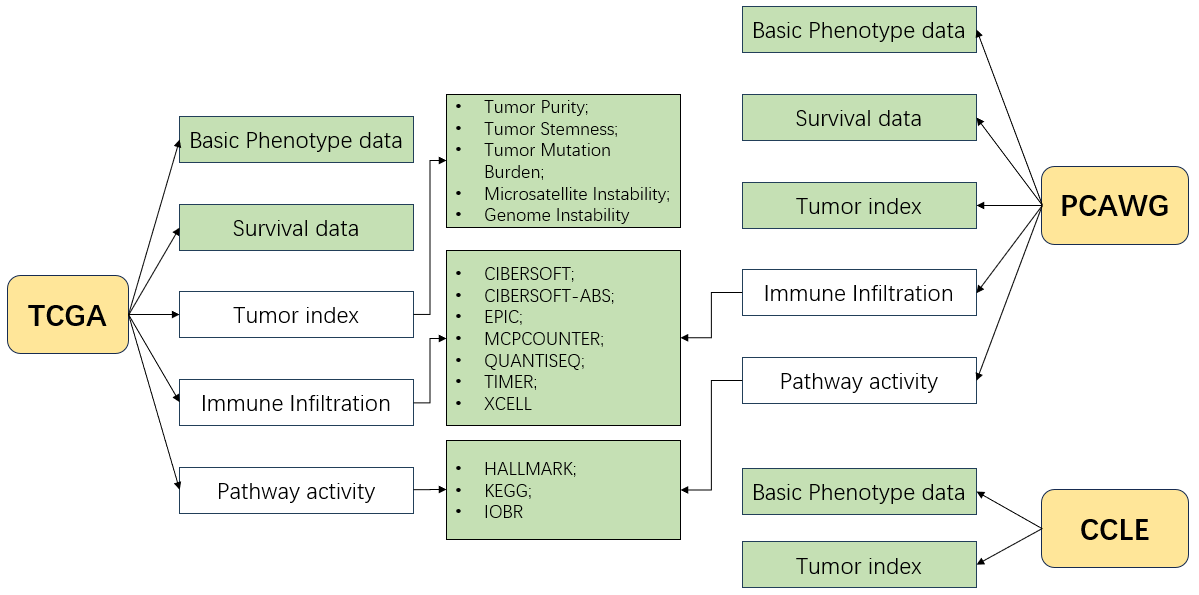 TCGA
Basic Phenotype data
Survival data
Tumor index
Immune Infiltration
Pathway activity
• Tumor Purity;
• Tumor Stemness;
• Tumor Mutation
Burden;
• Microsatellite Instability;
• Genome Instability
• CIBERSOFT;
• CIBERSOFT-ABS;
• EPIC;
• MCPCOUNTER;
• QUANTISEQ;
• TIMER;
• XCELL
• HALLMARK;
• KEGG;
• IOBR
Basic Phenotype data
Survival data
Tumor index
Immune Infiltration
Pathway activity
PCAWG
Basic Phenotype data
Tumor index
CCLE